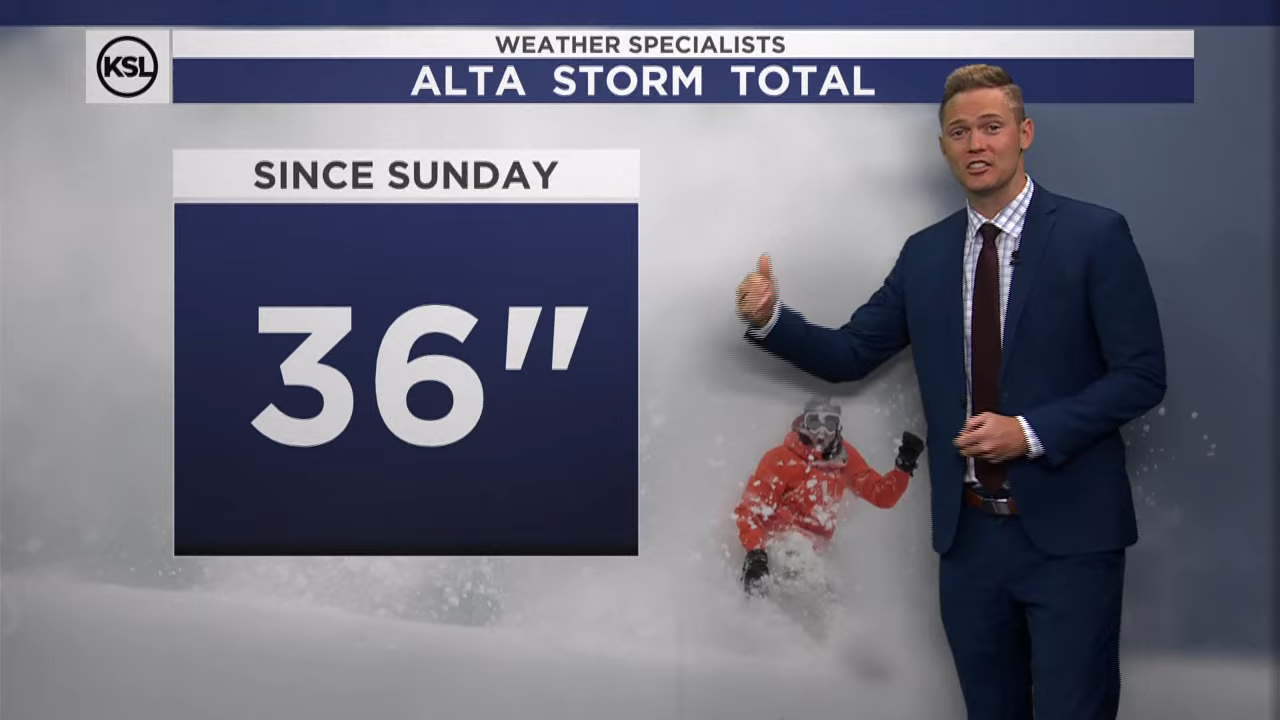 KSL
WEATHER SPECIALISTS
ALTA STORM TOTAL
SINCE SUNDAY
36"